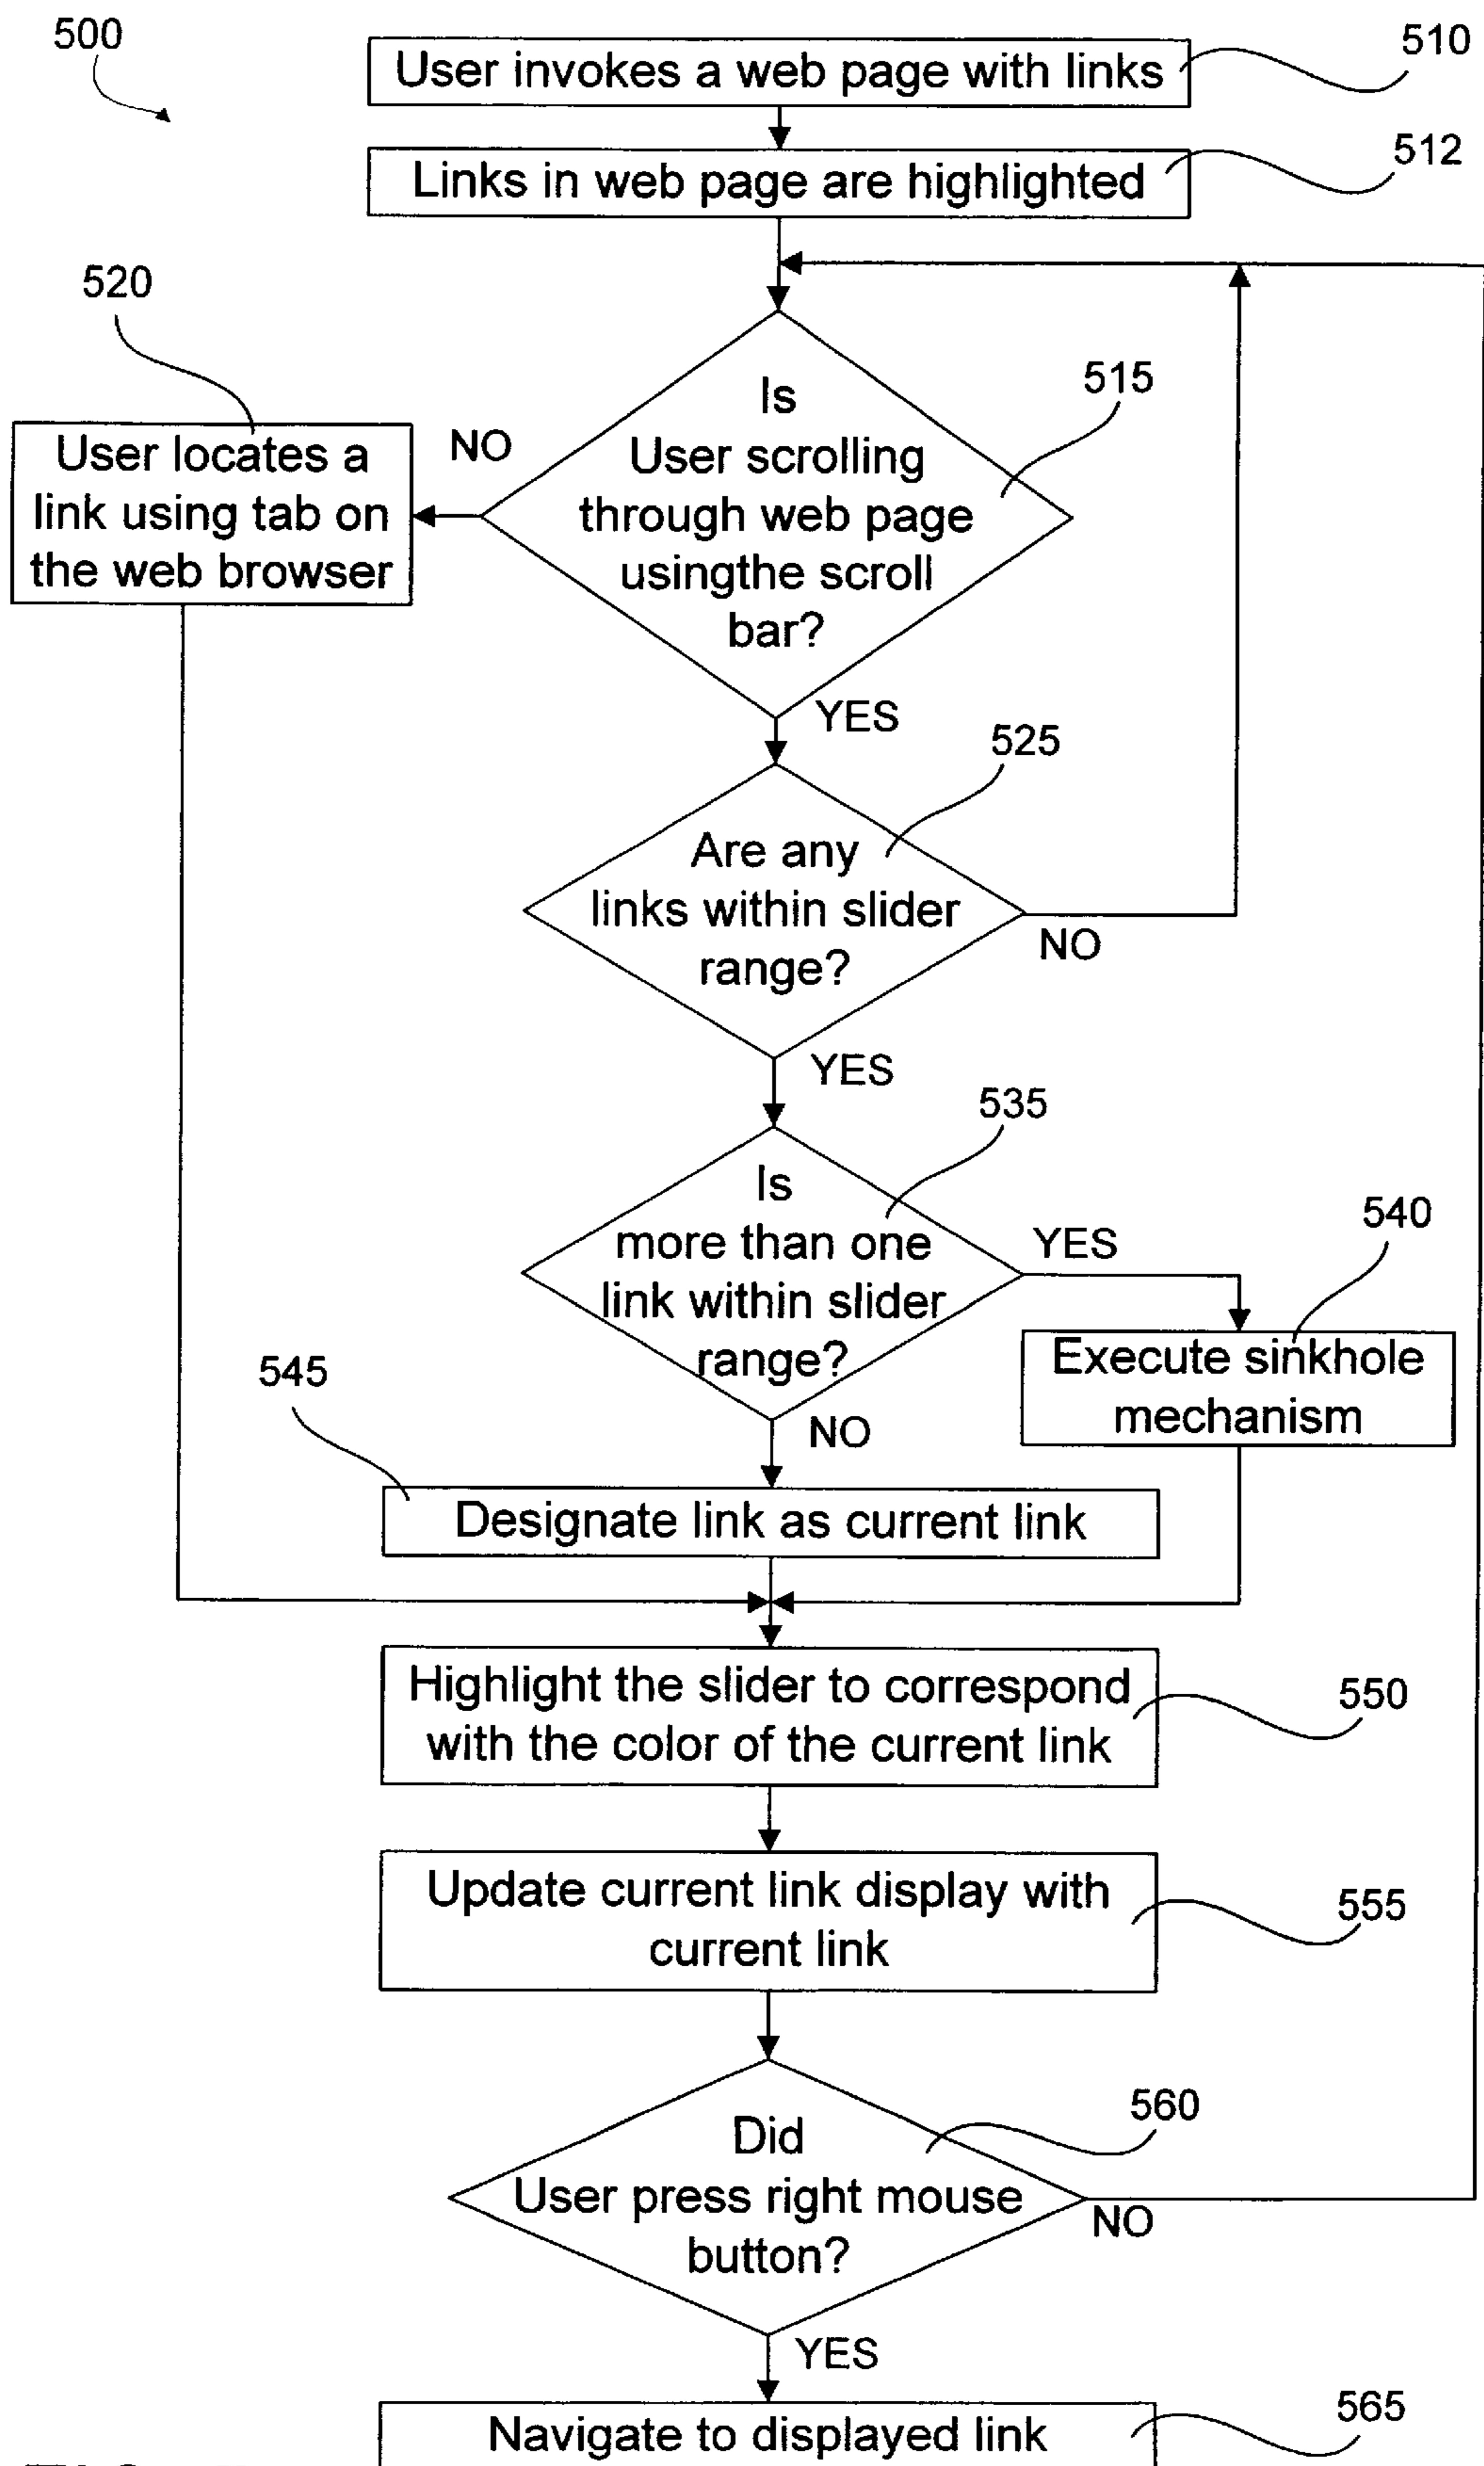 500
User invokes a web page with links
510
Links in web page are highlighted
512
520
User locates a
link using tab on
the web browser
NO
Is
User scrolling
through web page
usingthe scroll
bar?
515
YES
525
Are any
links within slider
range?
NO
YES
535
Is
more than one
link within slider
range?
YES
540
Execute sinkhole
mechanism
NO
545
Designate link as current link
Highlight the slider to correspond
with the color of the current link
550
Update current link display with
current link
555
560
Did
User press right mouse
button?
NO
YES
Navigate to displayed link
565